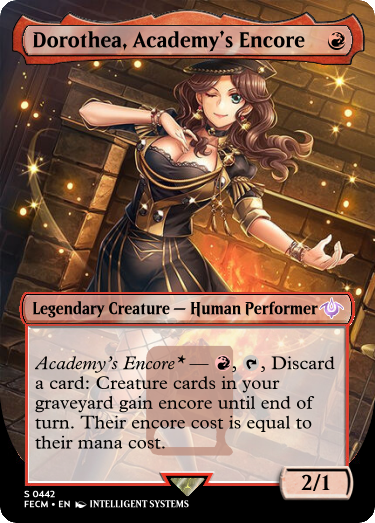 Dorothea, Academy's Encore
Legendary Creature — Human Performer
Academy's Encore* — , , Discard
a card: Creature cards in your
graveyard gain encore until end of
turn. Their encore cost is equal to
their mana cost.
2/1
S 0442
FECM • EN INTELLIGENT SYSTEMS